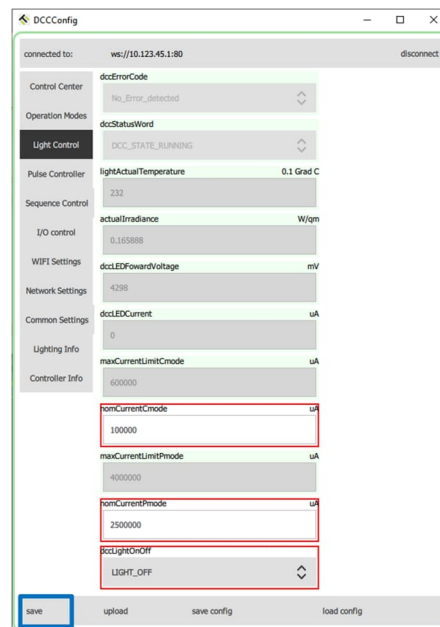 DCCConfig
connected to: ws://10.123.45.1:80 disconnect
Control Center
Operation Modes
Light Control
Pulse Controller
Sequence Control
I/O control
WIFI Settings
Network Settings
Common Settings
Lighting Info
Controller Info
dccErrorCode
No_Error_detected
dccStatusWord
DCC_STATE_RUNNING
lightActualTemperature 0.1 Grad C
232
actualIrradiance W/qm
0.165888
dccLEDFowardVoltage mV
4298
dccLEDCurrent uA
0
maxCurrentLimitCmode uA
600000
nomCurrentCmode uA
100000
maxCurrentLimitPmode uA
4000000
nomCurrentPmode uA
2500000
dccLightOnOff
LIGHT_OFF
save upload save config load config